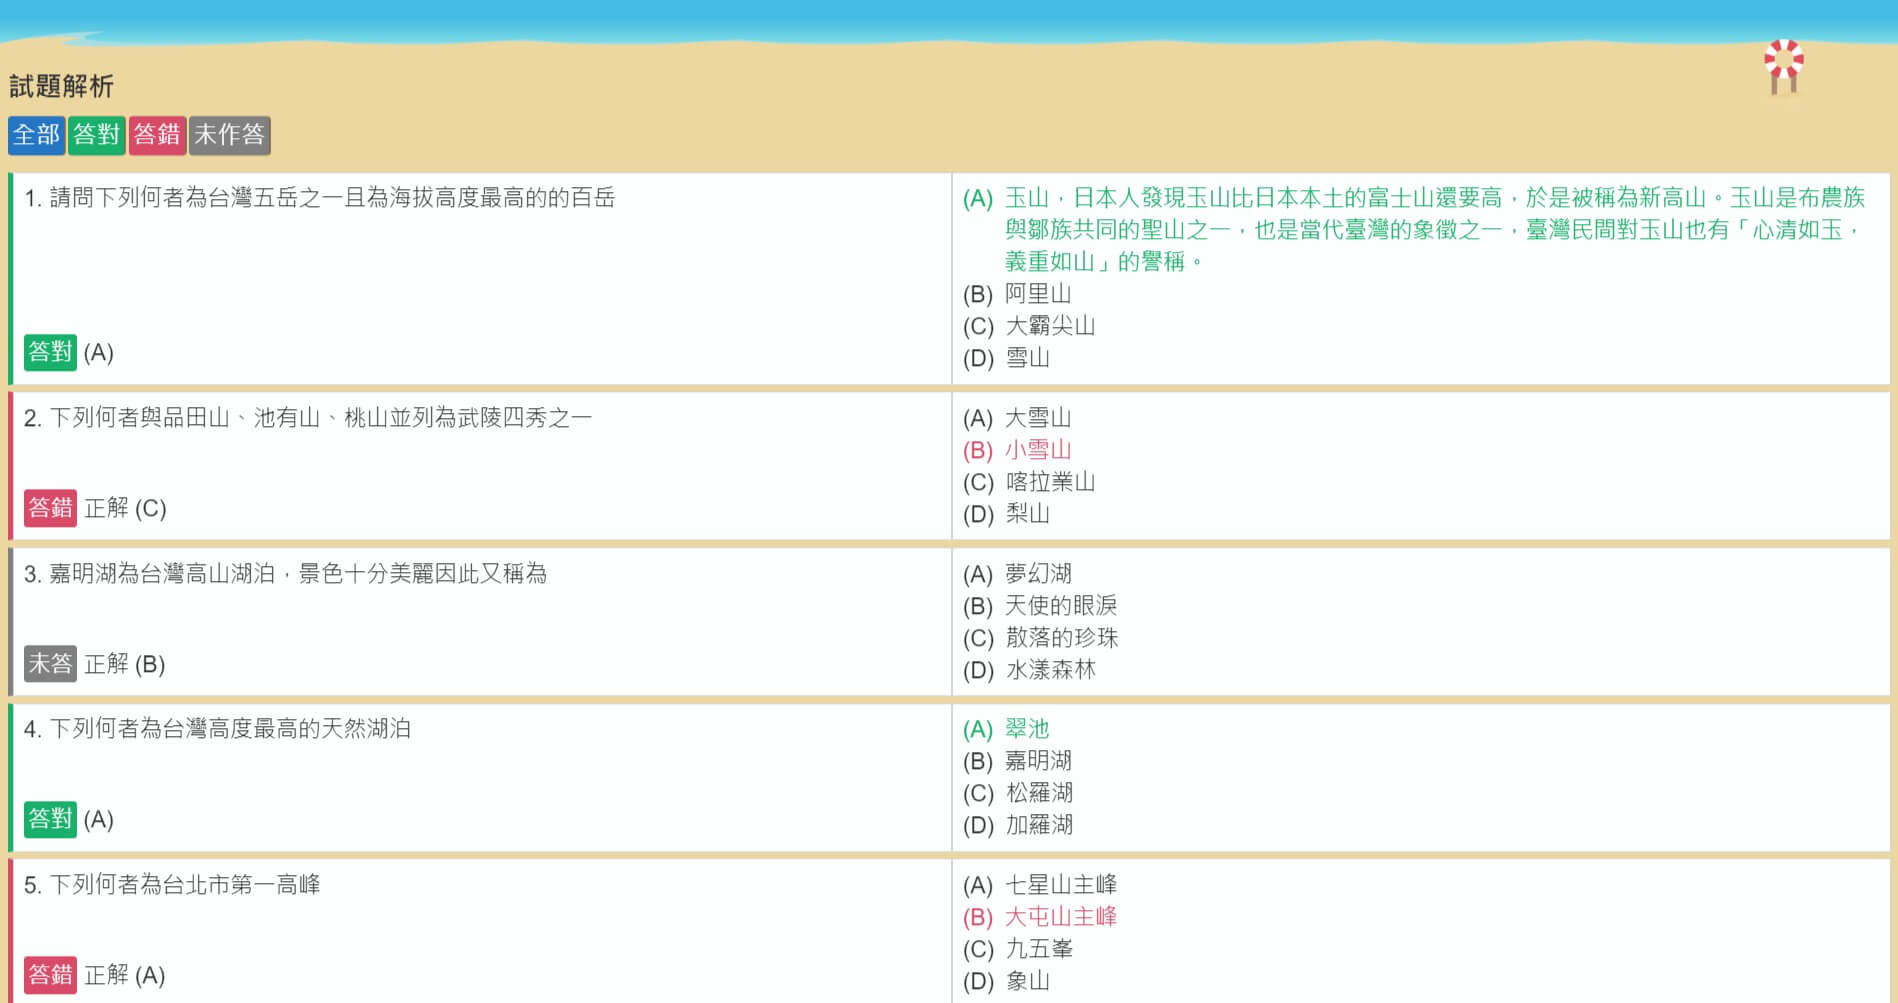 試題解析
全部 答對 答錯 未作答
1. 請問下列何者為台灣五岳之一且為海拔高度最高的的百岳
答對 (A)
(A) 玉山，日本人發現玉山比日本本土的富士山還要高，於是被稱為新高山。玉山是布農族
與鄒族共同的聖山之一，也是當代臺灣的象徵之一，臺灣民間對玉山也有「心清如玉，
義重如山」的譽稱。
(B) 阿里山
(C) 大霸尖山
(D) 雪山
2. 下列何者與品田山、池有山、桃山並列為武陵四秀之一
答錯 正解 (C)
(A) 大雪山
(B) 小雪山
(C) 喀拉業山
(D) 梨山
3. 嘉明湖為台灣高山湖泊，景色十分美麗因此又稱為
未答 正解 (B)
(A) 夢幻湖
(B) 天使的眼淚
(C) 散落的珍珠
(D) 水漾森林
4. 下列何者為台灣高度最高的天然湖泊
答對 (A)
(A) 翠池
(B) 嘉明湖
(C) 松羅湖
(D) 加羅湖
5. 下列何者為台北市第一高峰
答錯 正解 (A)
(A) 七星山主峰
(B) 大屯山主峰
(C) 九五峯
(D) 象山